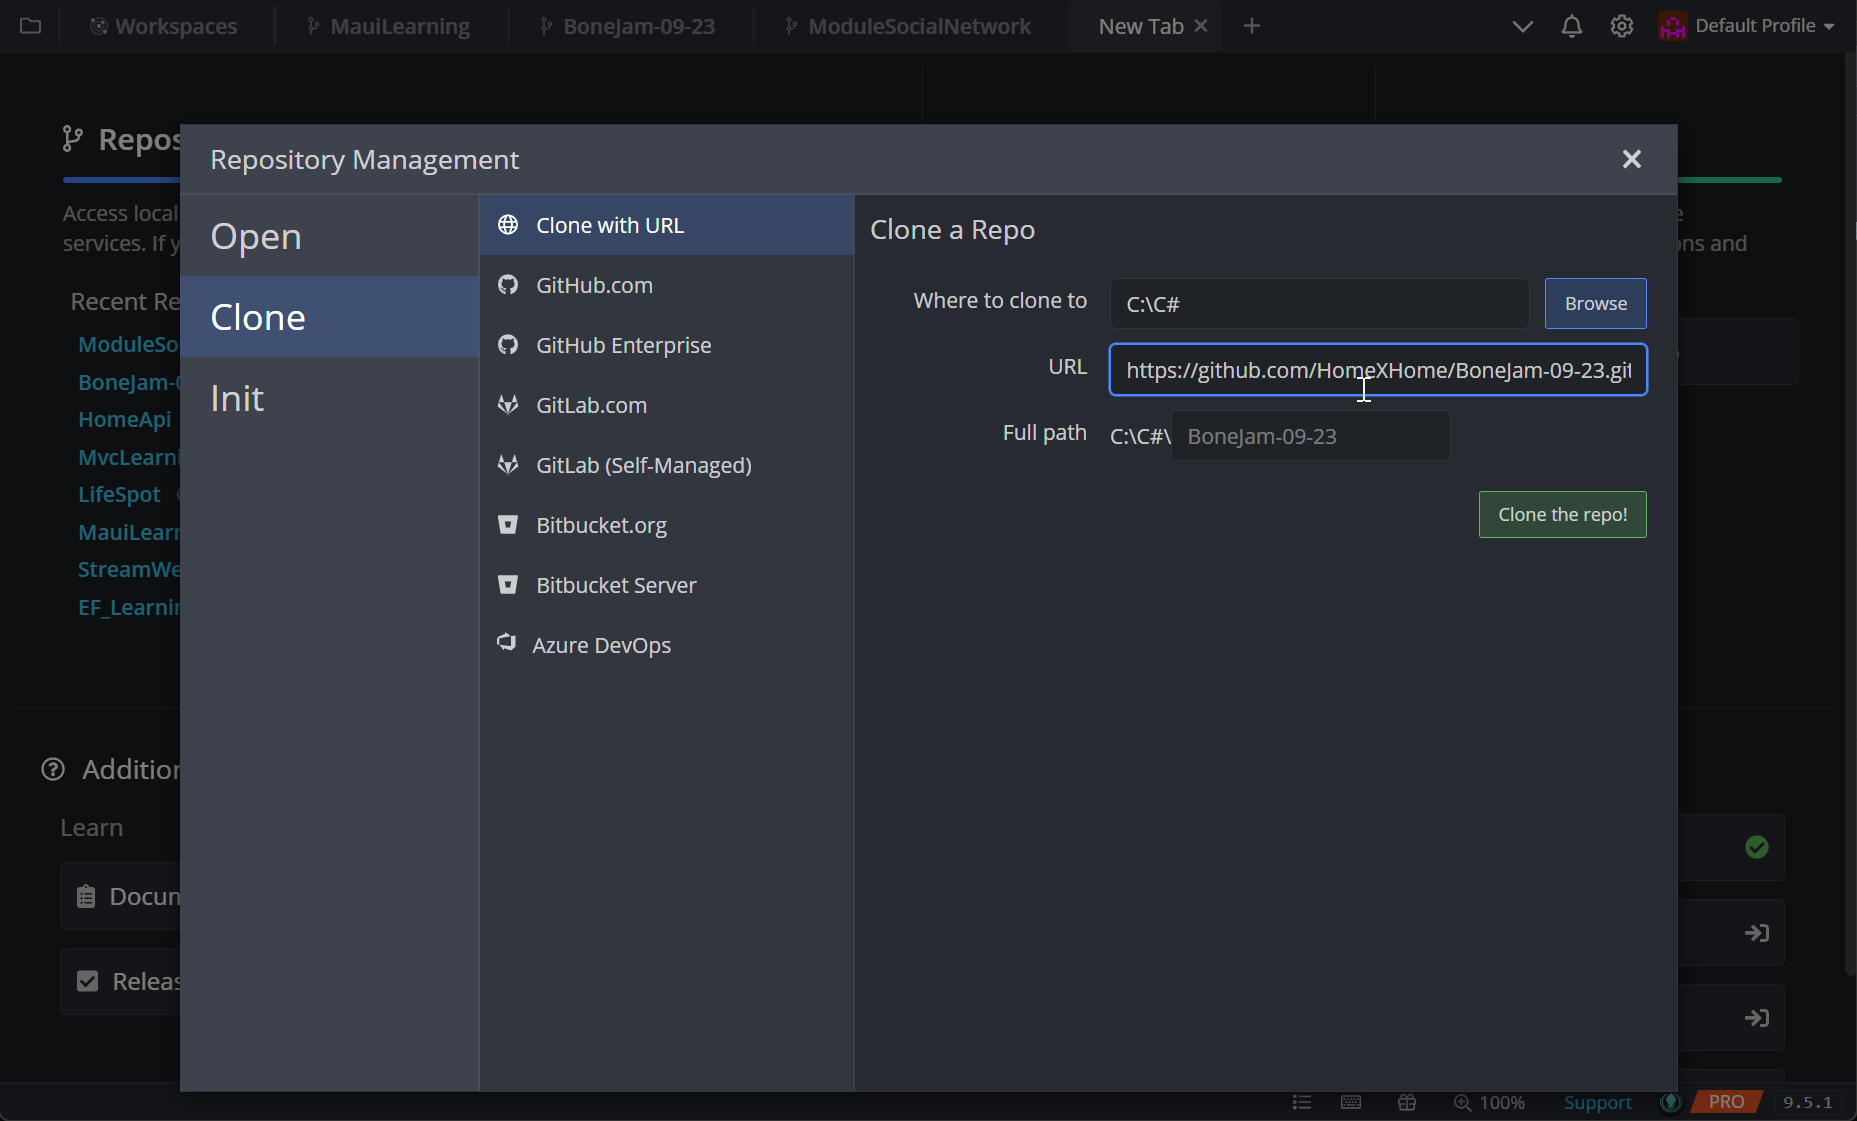 Workspaces MauiLearning BoneJam-09-23 ModuleSocialNetwork New Tab Default Profile
Repos
Access local
services. If y
ns and
Recent Re
ModuleSo
BoneJam-0
HomeApi
MvcLearni
LifeSpot
MauiLearn
StreamWe
EF_Learnin
Addition
Learn
Docum
Releas
Repository Management
Open
Clone
Init
Clone with URL
GitHub.com
GitHub Enterprise
GitLab.com
GitLab (Self-Managed)
Bitbucket.org
Bitbucket Server
Azure DevOps
Clone a Repo
Where to clone to C:\C# Browse
URL https://github.com/HomeXHome/BoneJam-09-23.git
Full path C:\C#\ BoneJam-09-23
Clone the repo!
100% Support PRO 9.5.1